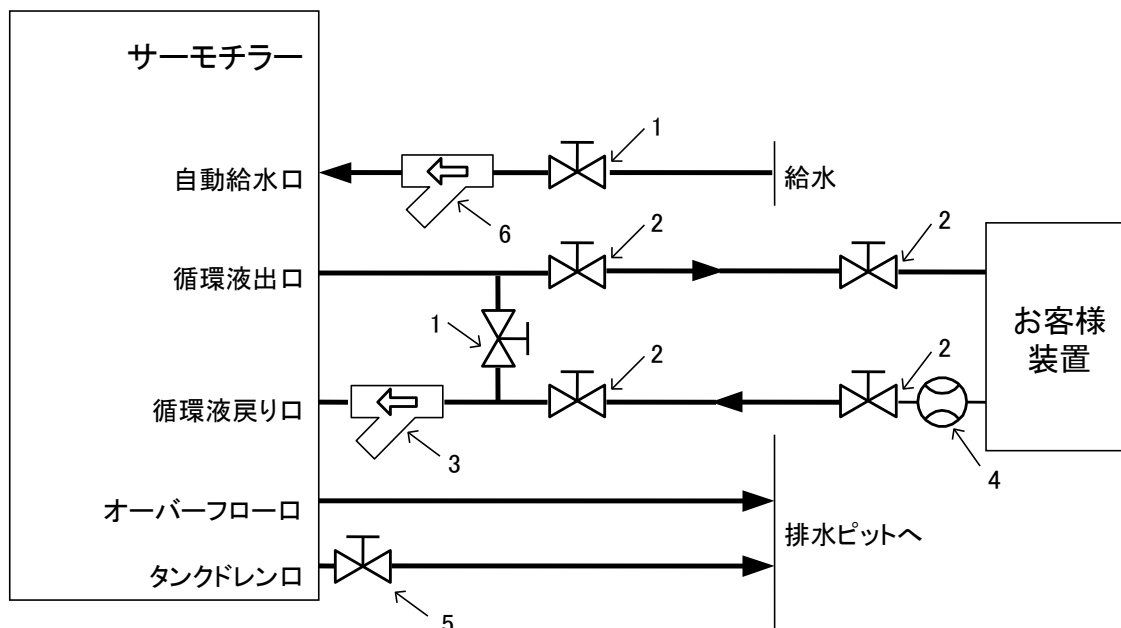 サーモチラー
1
自動給水口
給水
6
2
2
循環液出口
お客様
装置
1
2
2
循環液戻り口
3
4
オーバーフロー口
排水ピットへ
タンクドレン口
5